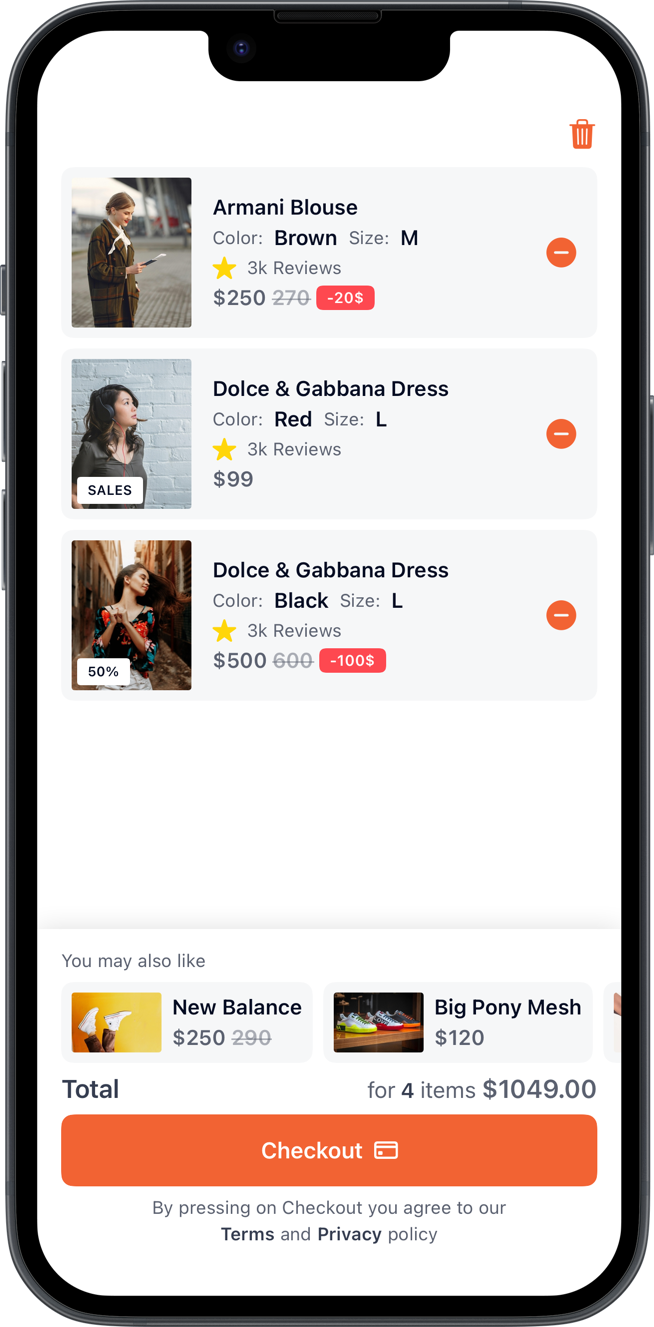 Armani Blouse
Color: Brown Size: M
3k Reviews
$250 270 -20$
Dolce & Gabbana Dress
Color: Red Size: L
3k Reviews
$99
SALES
Dolce & Gabbana Dress
Color: Black Size: L
3k Reviews
$500 600 -100$
50%
You may also like
New Balance
$250 290
Big Pony Mesh
$120
Total for 4 items $1049.00
Checkout
By pressing on Checkout you agree to our
Terms and Privacy policy